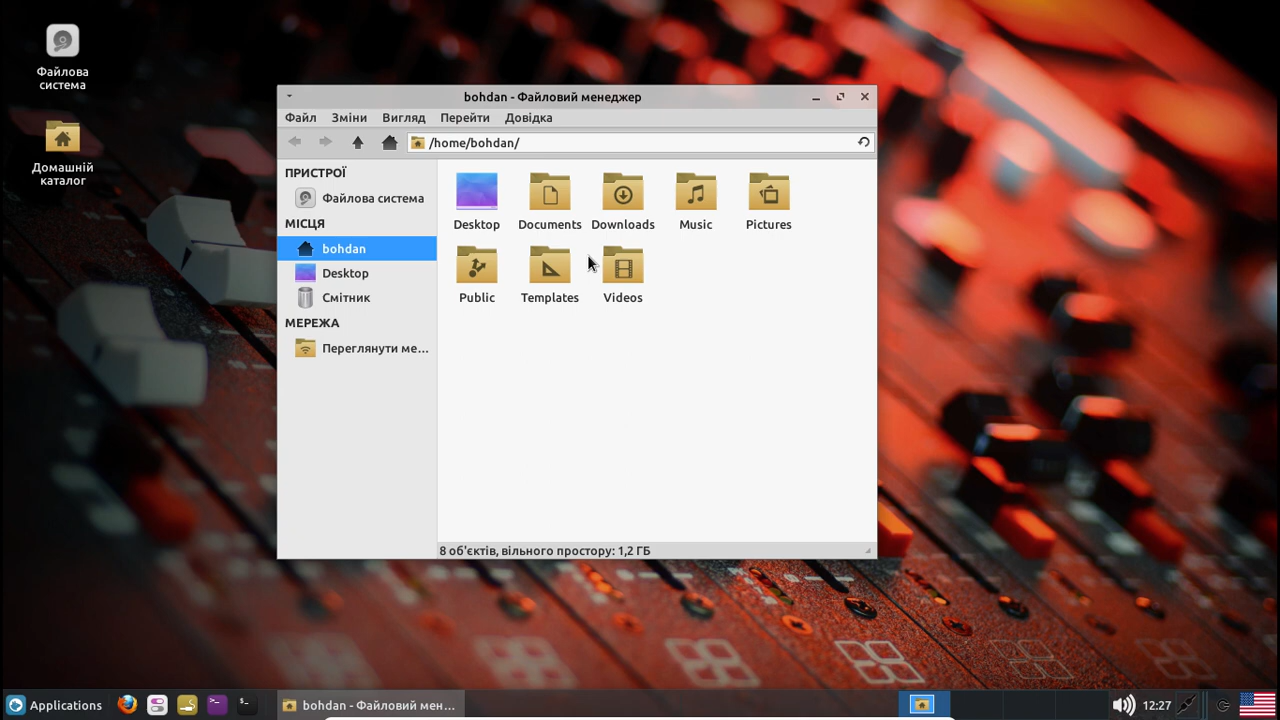 Файлова
система
Домашній
каталог
bohdan - Файловий менеджер
Файл Зміни Вигляд Перейти Довідка
/home/bohdan/
ПРИСТРОЇ
Файлова система
МІСЦЯ
bohdan
Desktop
Смітник
МЕРЕЖА
Переглянути ме...
Desktop Documents Downloads Music Pictures
Public Templates Videos
8 об'єктів, вільного простору: 1,2 ГБ
Applications
bohdan - Файловий мен...
12:27